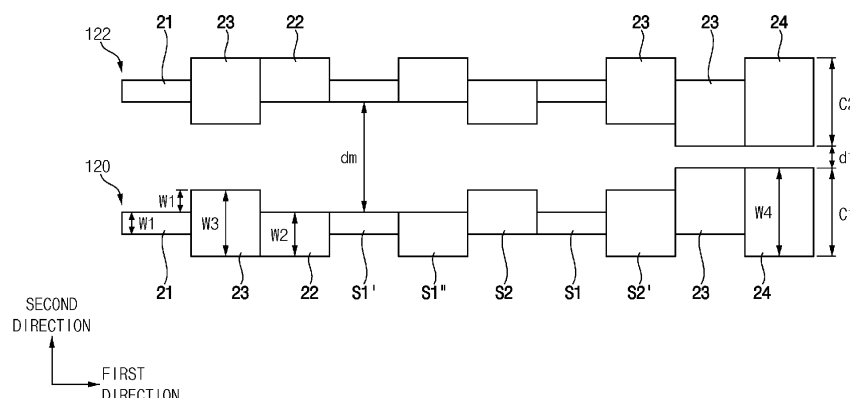 21 23 22 23 23 24
122
C2
dm
d1
120
W1
W1 W3 W2 W4
C1
21 23 22 S1' S1" S2 S1 S2' 23 24
SECOND
DIRECTION
FIRST
DIRECTION